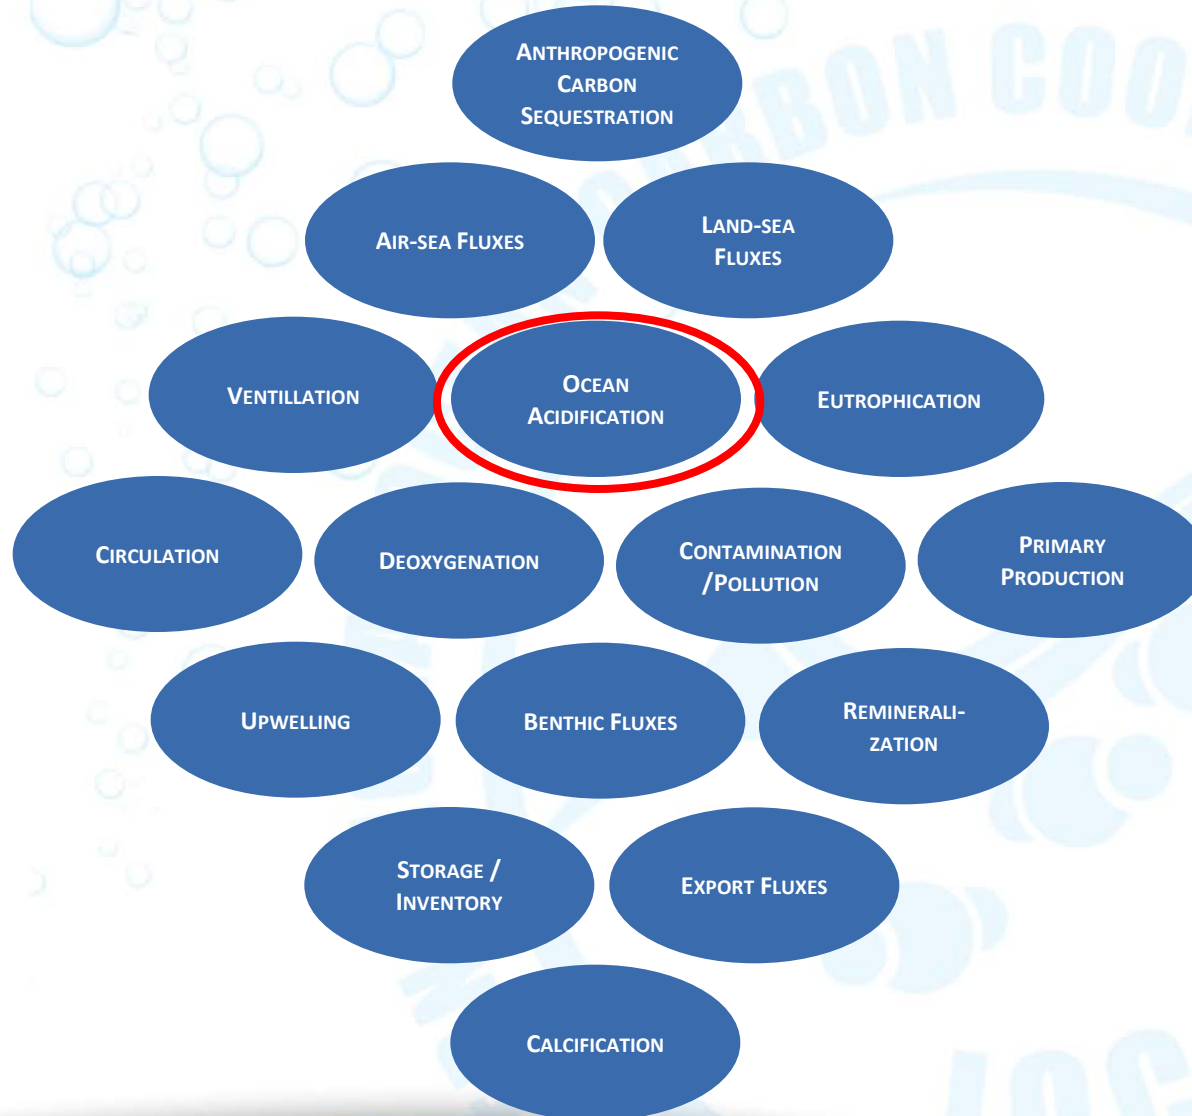 ANTHROPOGENIC
CARBON
SEQUESTRATION
AIR-SEA FLUXES
LAND-SEA
FLUXES
VENTILLATION
OCEAN
ACIDIFICATION
EUTROPHICATION
CIRCULATION
DEOXYGENATION
CONTAMINATION
/POLLUTION
PRIMARY
PRODUCTION
UPWELLING
BENTHIC FLUXES
REMINERALI-
ZATION
STORAGE /
INVENTORY
EXPORT FLUXES
CALCIFICATION